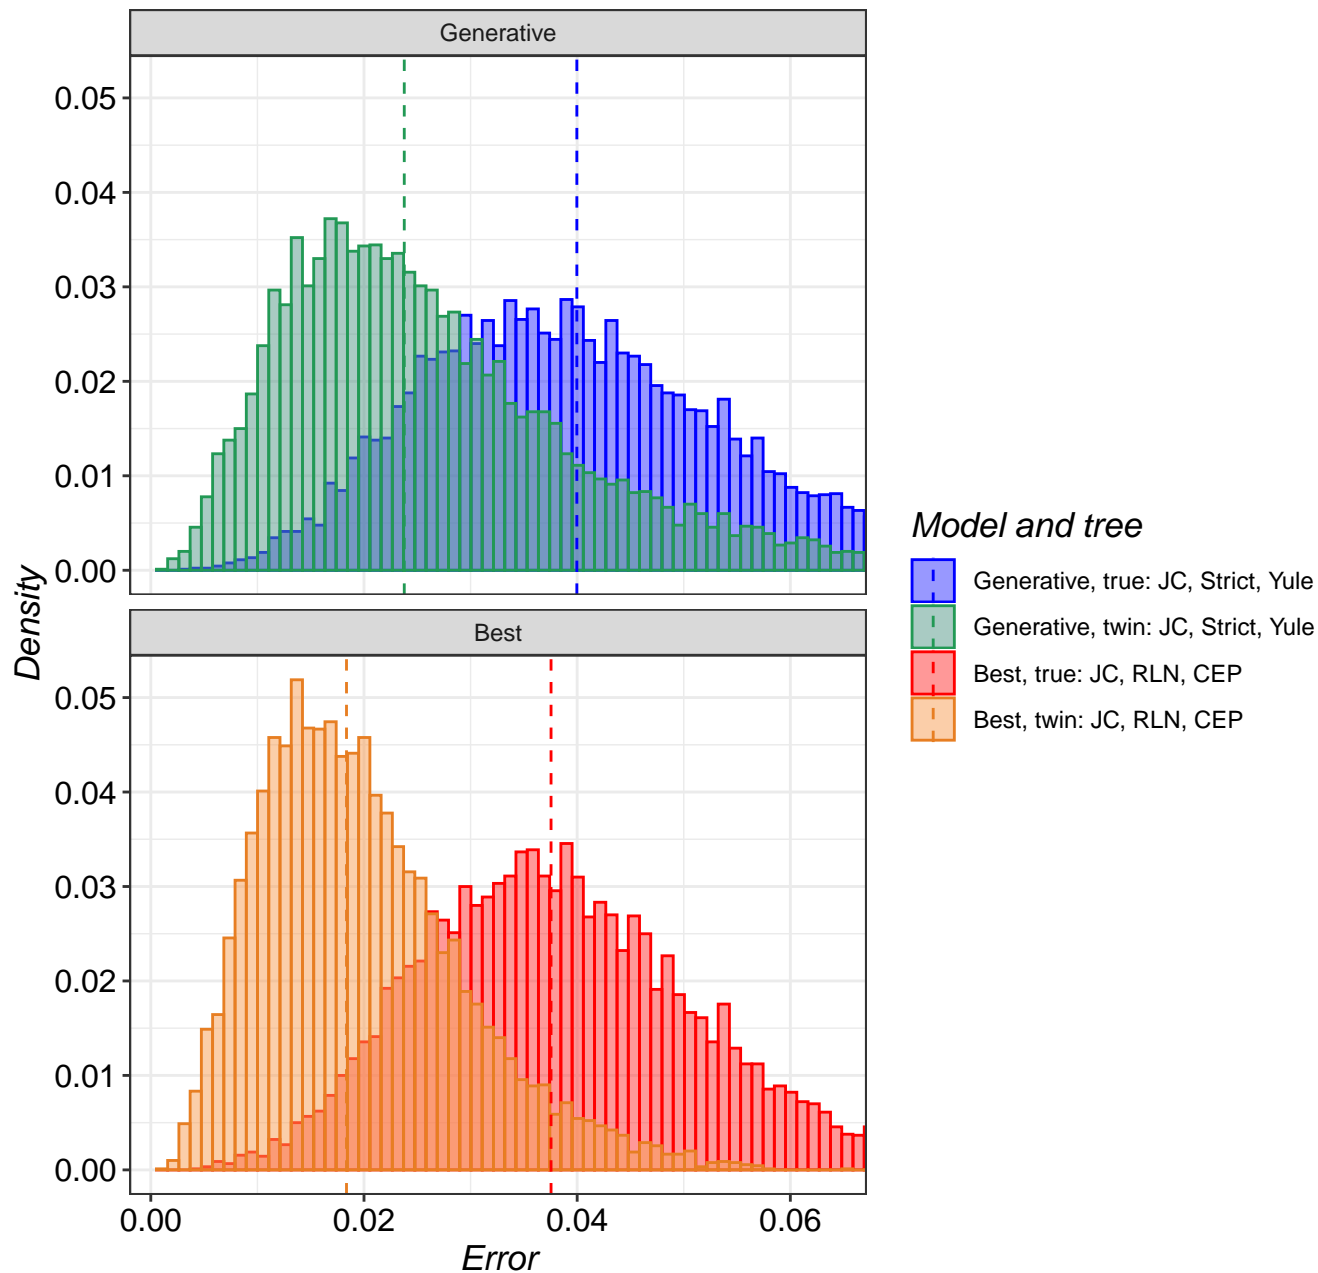 Generative
0.05
0.04
0.03
0.02
0.01
0.00
Density
Best
0.05
0.04
0.03
0.02
0.01
0.00
0.00 0.02 0.04 0.06
Error
Model and tree
Generative, true: JC, Strict, Yule
Generative, twin: JC, Strict, Yule
Best, true: JC, RLN, CEP
Best, twin: JC, RLN, CEP